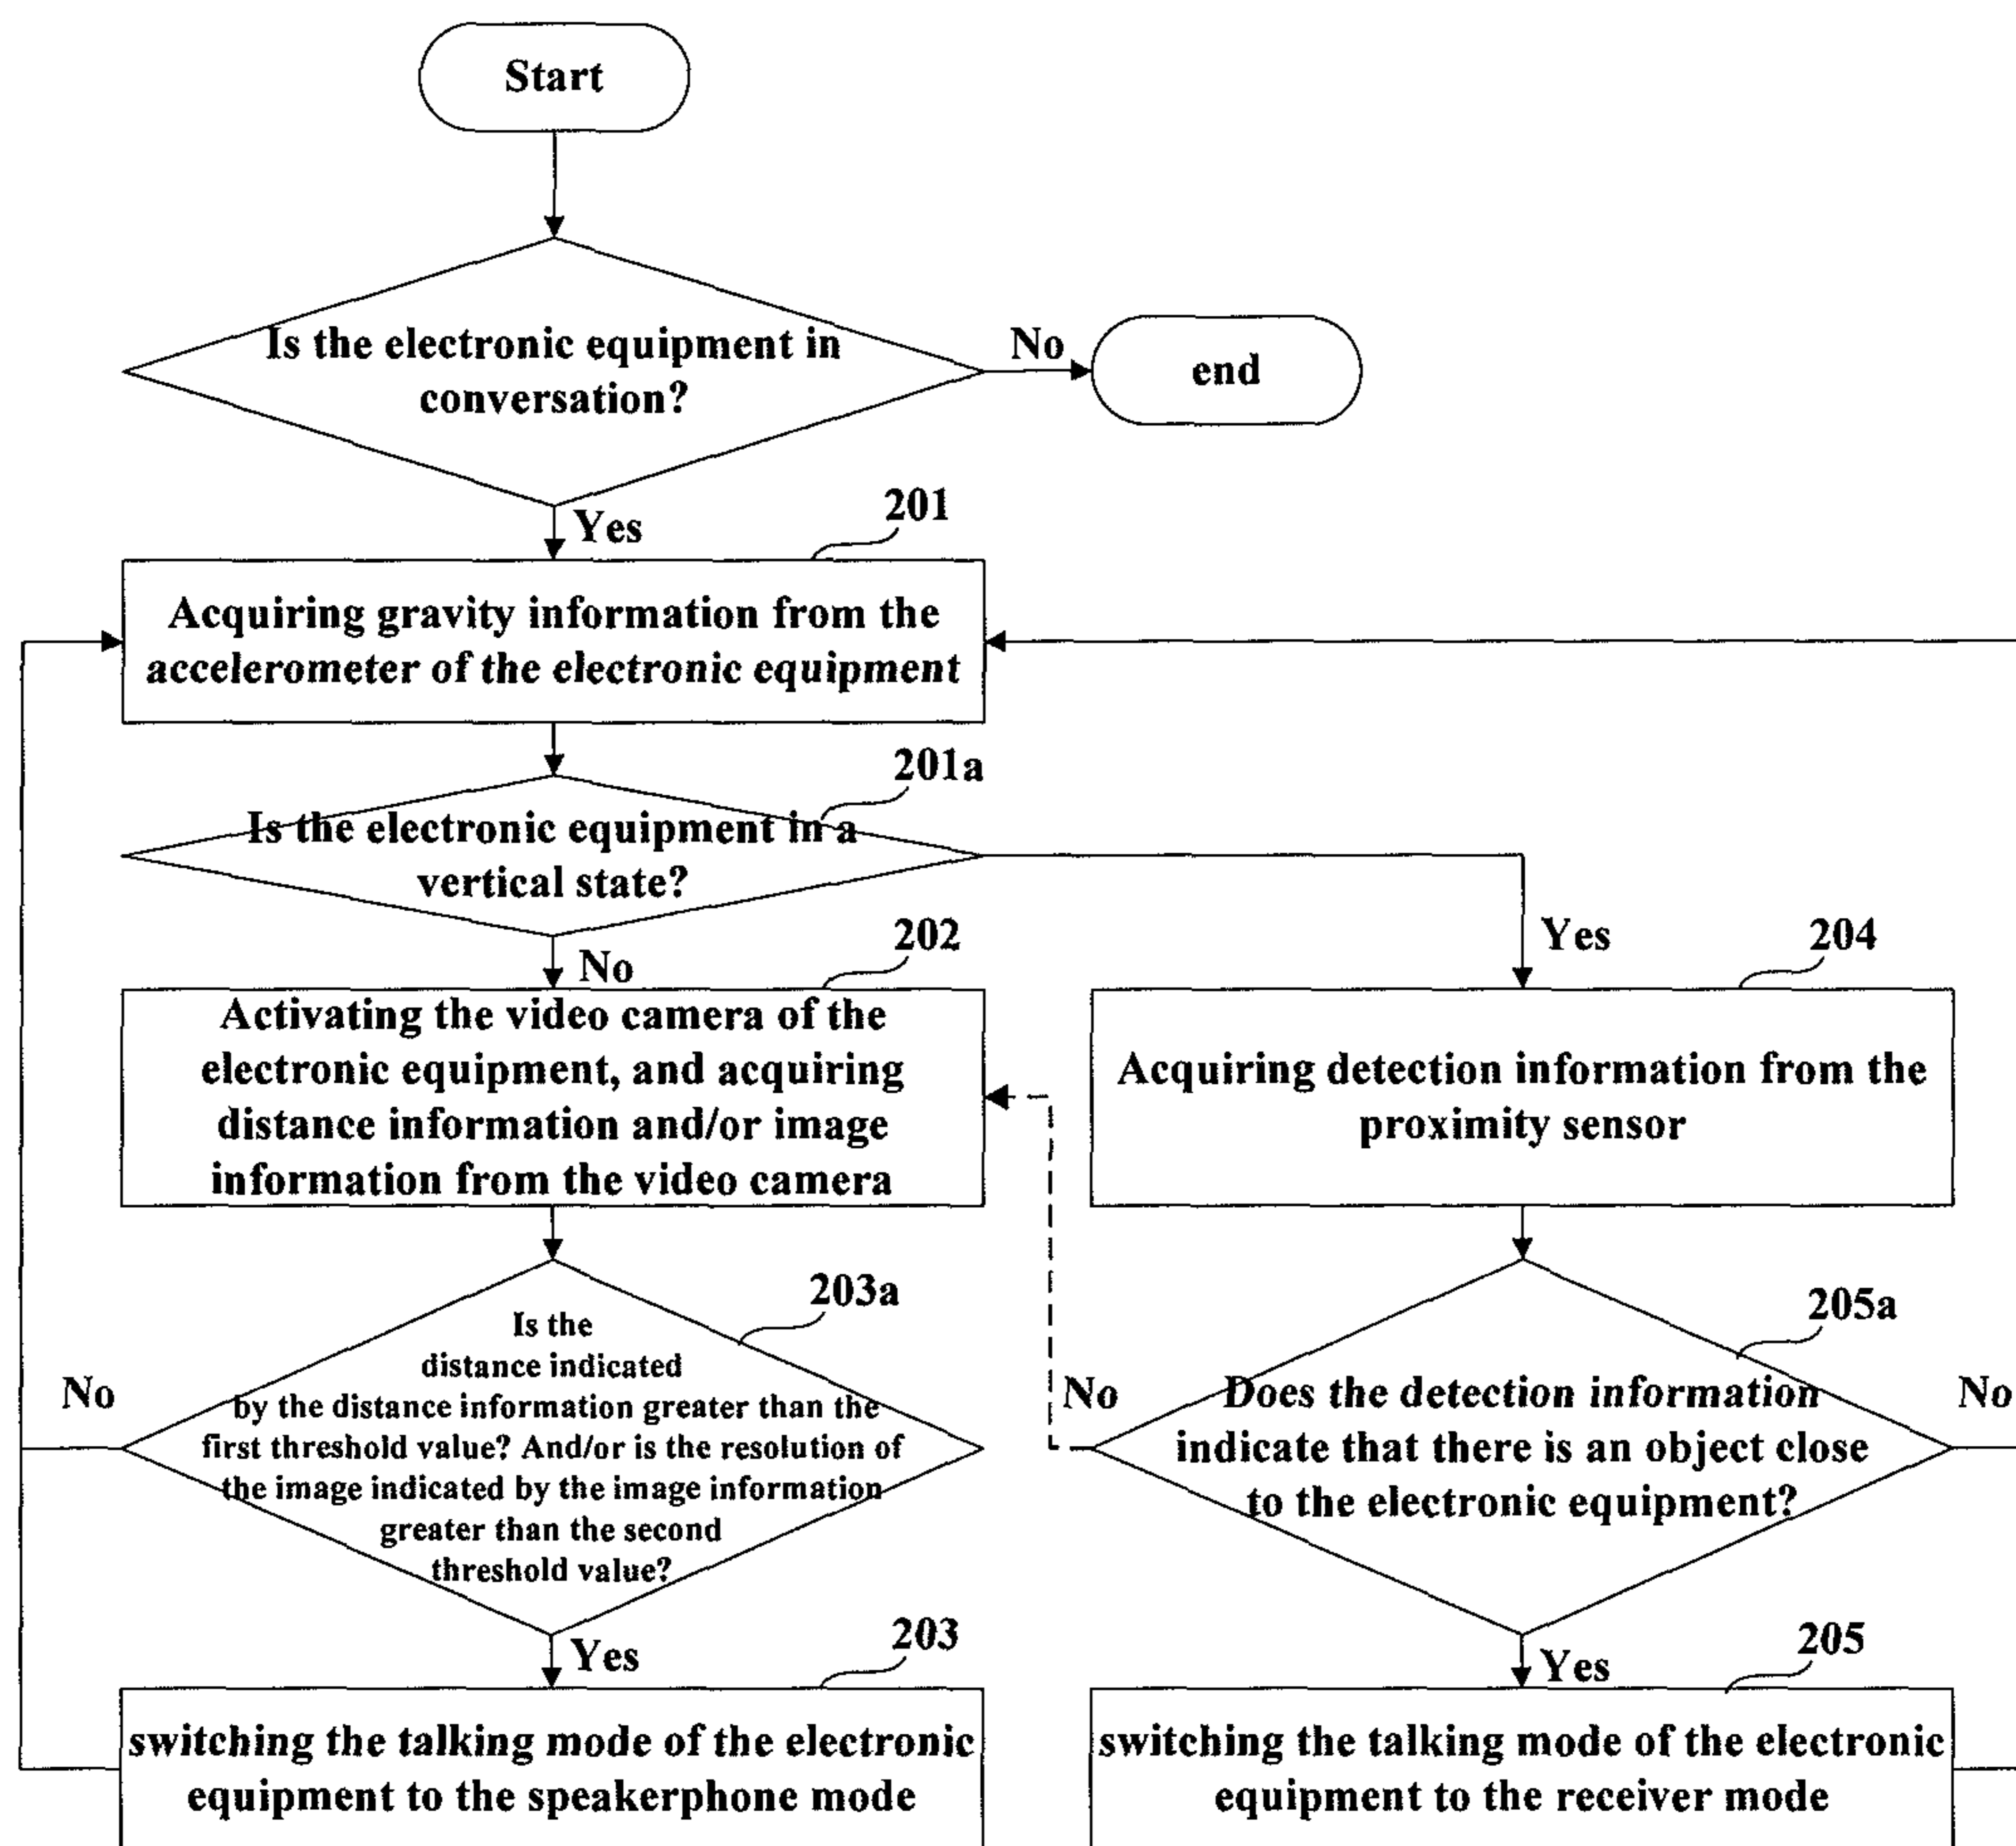 Start
Is the electronic equipment in
conversation?
No
end
Yes
201
Acquiring gravity information from the
accelerometer of the electronic equipment
201a
Is the electronic equipment in a
vertical state?
No
202
Yes
204
Activating the video camera of the
electronic equipment, and acquiring
distance information and/or image
information from the video camera
Acquiring detection information from the
proximity sensor
203a
Is the
distance indicated
by the distance information greater than the
first threshold value? And/or is the resolution of
the image indicated by the image information
greater than the second
threshold value?
No
205a
Does the detection information
indicate that there is an object close
to the electronic equipment?
No
No
Yes
203
Yes
205
switching the talking mode of the electronic
equipment to the speakerphone mode
switching the talking mode of the electronic
equipment to the receiver mode